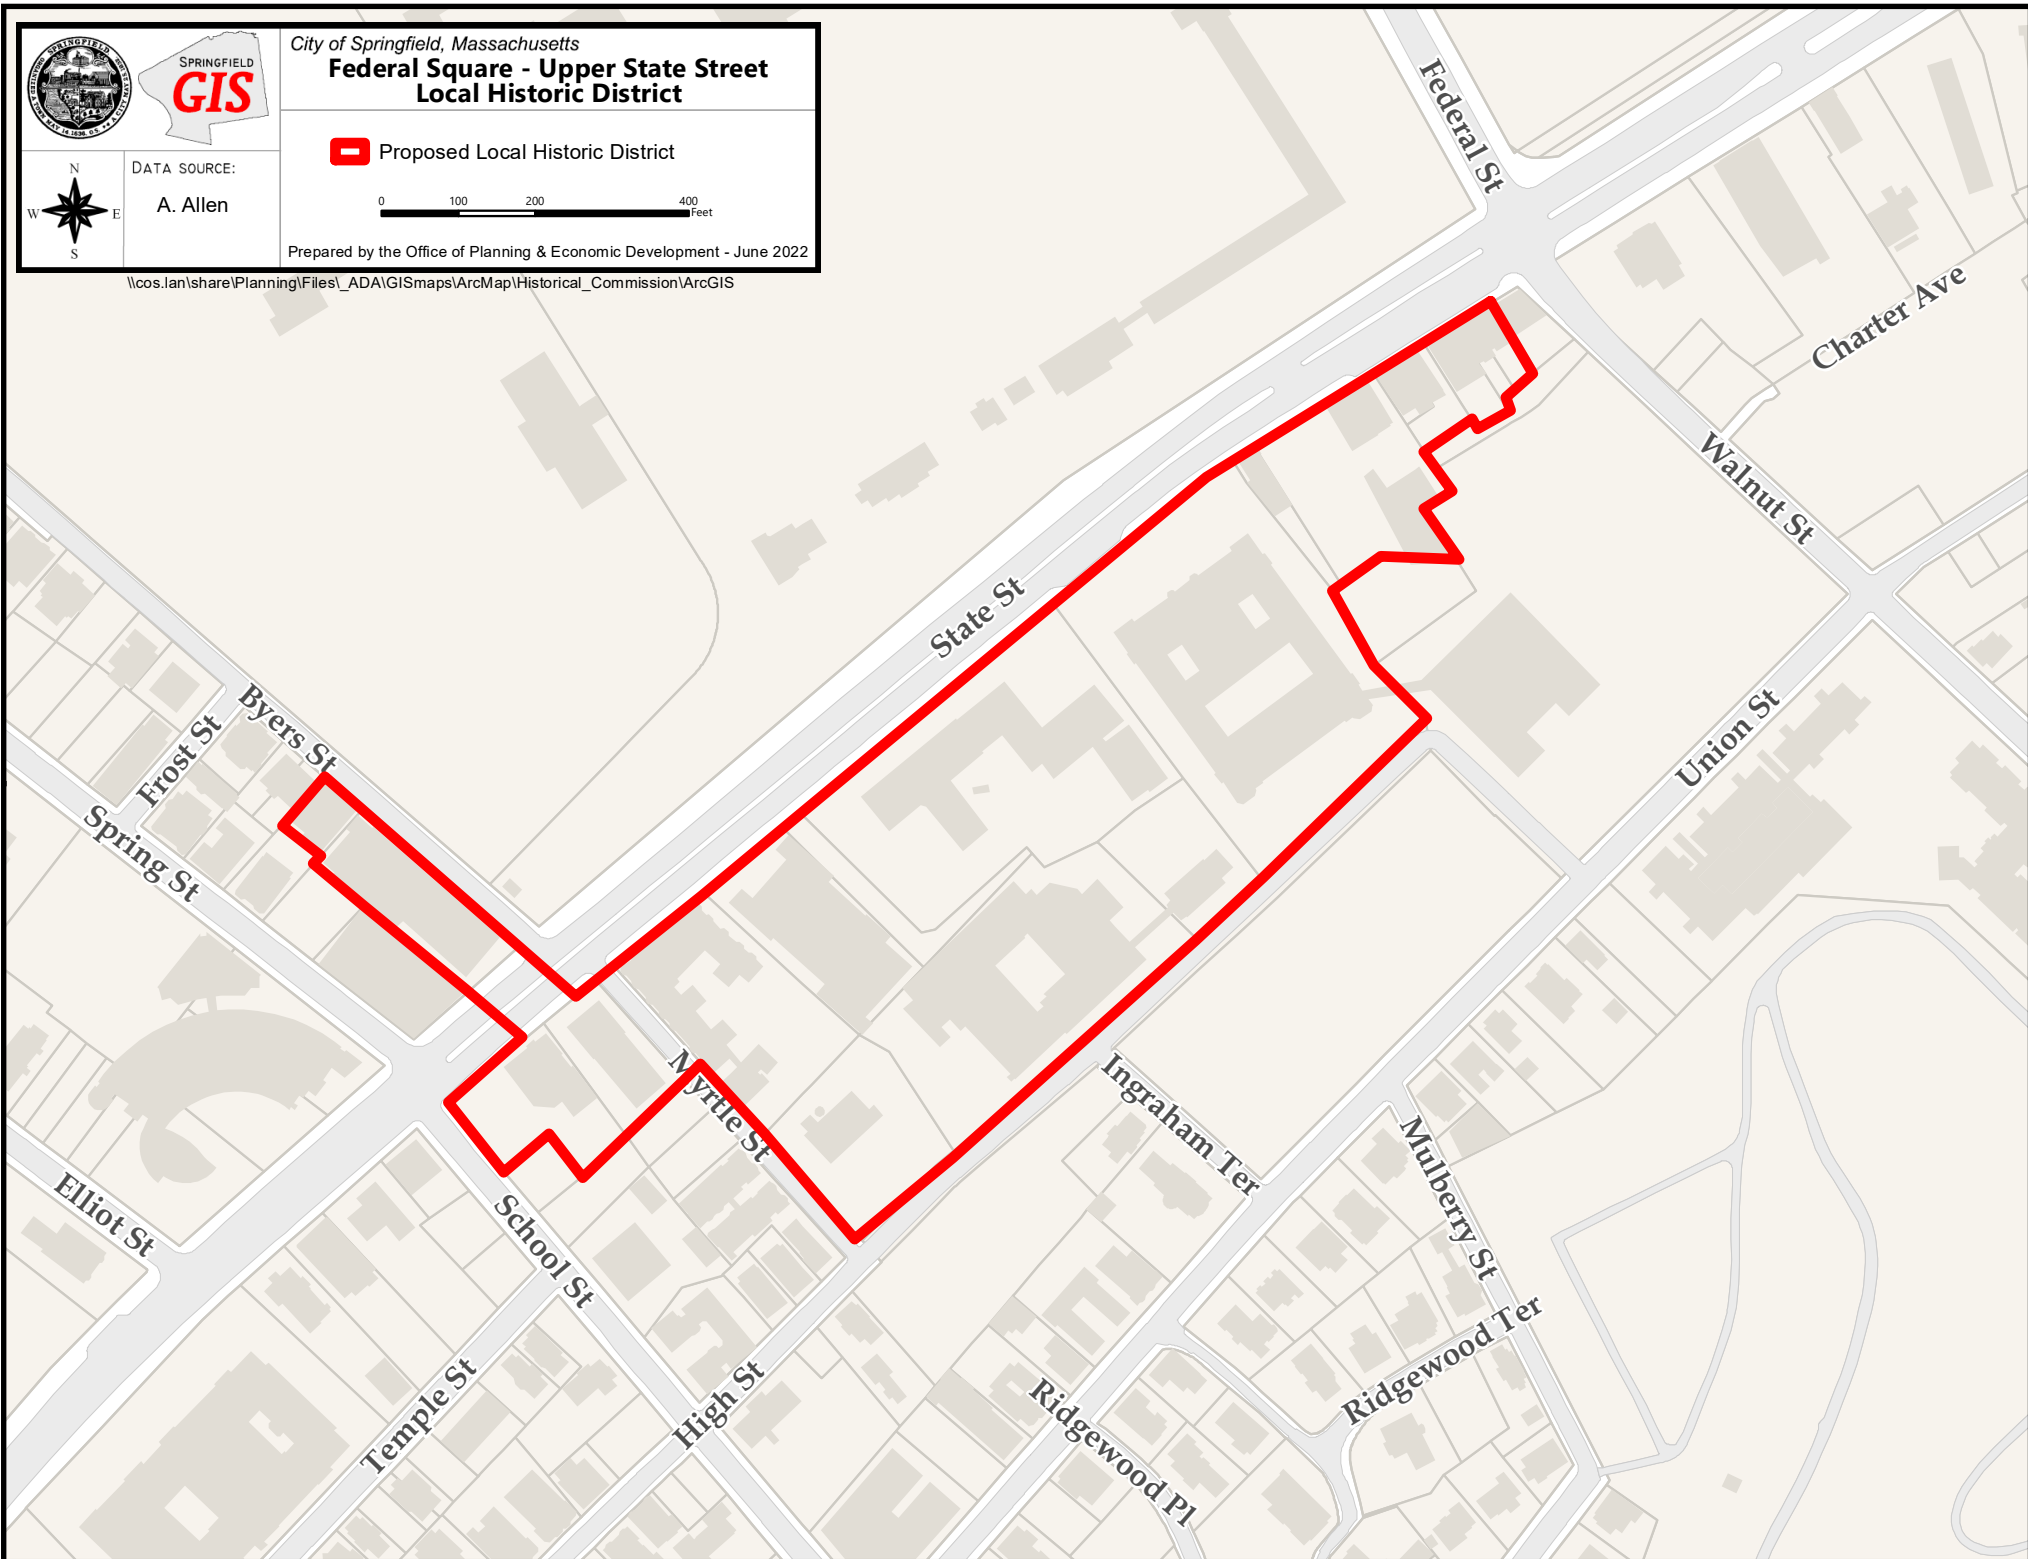 City of Springfield, Massachusetts
Federal Square - Upper State Street
Local Historic District
SPRINGFIELD
SPRINGFIELD
GIS
Proposed Local Historic District
N
W
E
S
DATA SOURCE:
A. Allen
0 100 200 400
Feet
Prepared by the Office of Planning & Economic Development - June 2022
\\cos.lan\share\Planning\Files\_ADA\GISmaps\ArcMap\Historical_Commission\ArcGIS
Federal St
Charter Ave
Walnut St
State St
Byers St
Frost St
Spring St
Union St
Myrtle St
Ingraham Ter
Mulberry St
Elliot St
School St
Ridgewood Ter
Temple St
High St
Ridgewood Pl